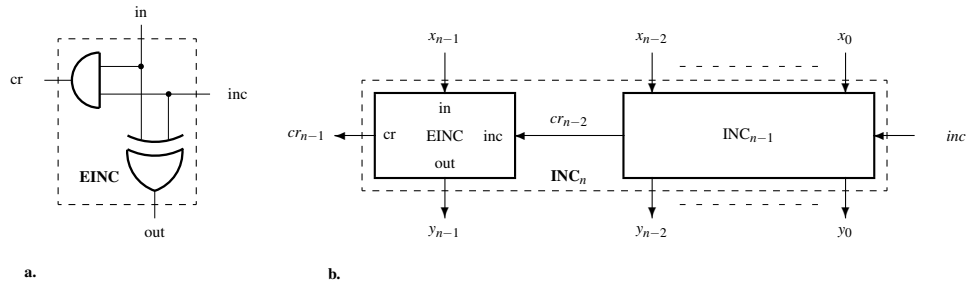 in
cr
inc
EINC
out
a.
x_{n-1} x_{n-2} x_0
in
cr_{n-1} cr EINC inc cr_{n-2} INC_{n-1} inc
out
INC_n
y_{n-1} y_{n-2} y_0
b.